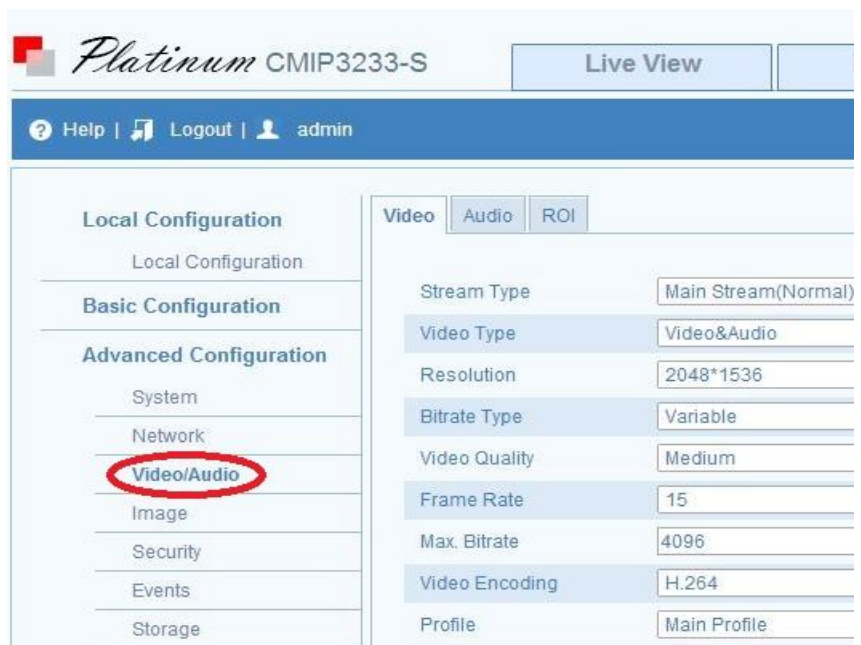 Platinum CMIP3233-S
Live View
Help | Logout | admin
Local Configuration
Local Configuration
Basic Configuration
Advanced Configuration
System
Network
Video/Audio
Image
Security
Events
Storage
Video Audio ROI
Stream Type Main Stream(Normal)
Video Type Video&Audio
Resolution 2048*1536
Bitrate Type Variable
Video Quality Medium
Frame Rate 15
Max. Bitrate 4096
Video Encoding H.264
Profile Main Profile